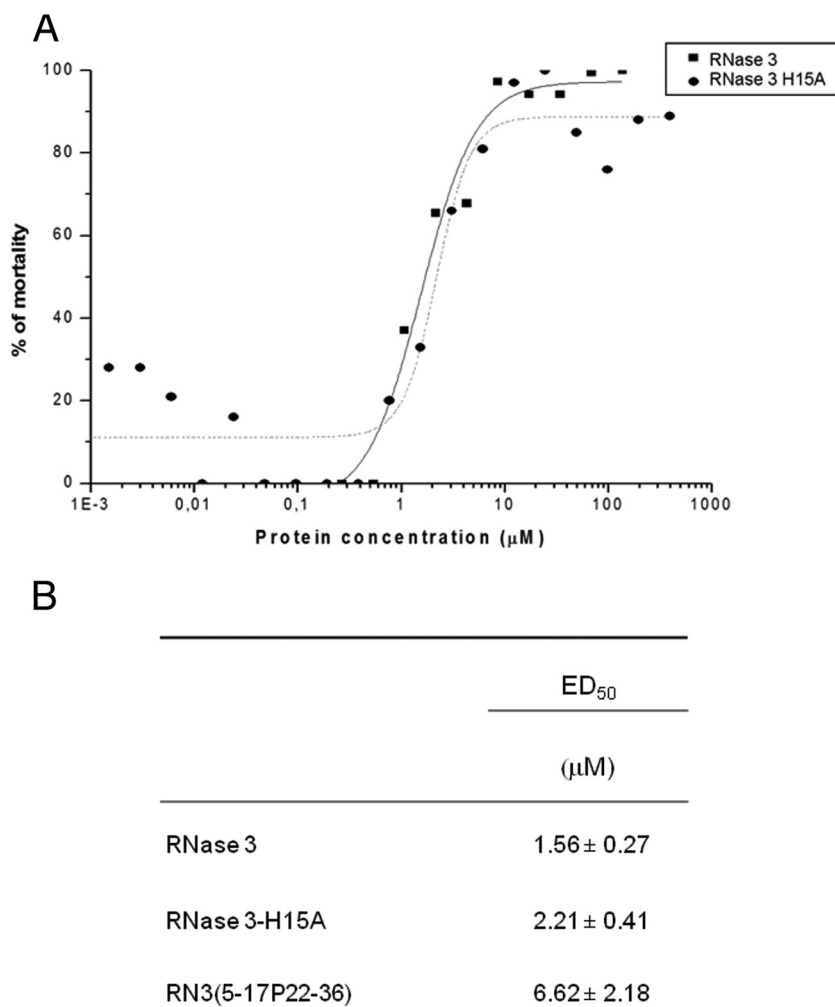 A
RNase 3
RNase 3 H15A
100
80
60
40
20
0
% of mortality
1E-3 0,01 0,1 1 10 100 1000
Protein concentration (µM)
B
ED50
(µM)
RNase 3 1.56 ± 0.27
RNase 3-H15A 2.21 ± 0.41
RN3(5-17P22-36) 6.62 ± 2.18